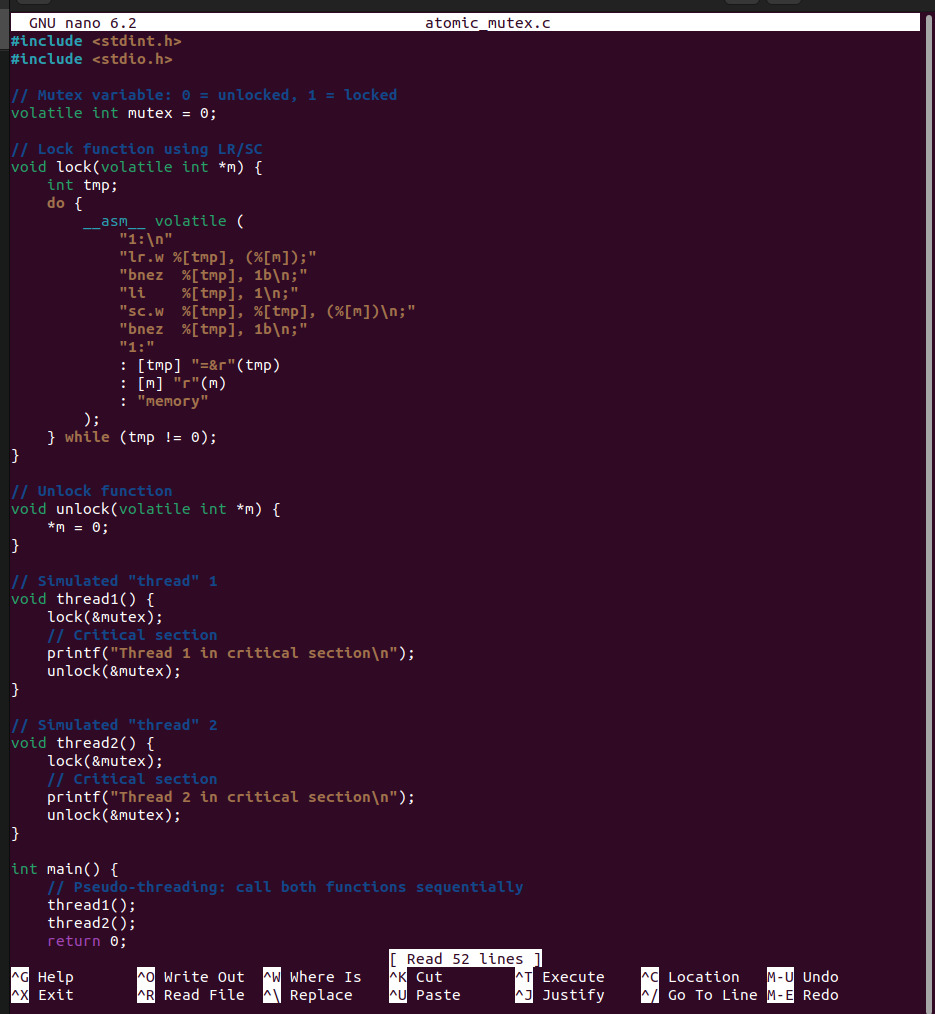 GNU nano 6.2 atomic_mutex.c
#include <stdint.h>
#include <stdio.h>

// Mutex variable: 0 = unlocked, 1 = locked
volatile int mutex = 0;

// Lock function using LR/SC
void lock(volatile int *m) {
    int tmp;
    do {
        __asm__ volatile (
            "1:\n"
            "lr.w %[tmp], (%[m]);"
            "bnez  %[tmp], 1b\n;"
            "li    %[tmp], 1\n;"
            "sc.w  %[tmp], %[tmp], (%[m])\n;"
            "bnez  %[tmp], 1b\n;"
            "1:"
            : [tmp] "=&r"(tmp)
            : [m] "r"(m)
            : "memory"
        );
    } while (tmp != 0);
}

// Unlock function
void unlock(volatile int *m) {
    *m = 0;
}

// Simulated "thread" 1
void thread1() {
    lock(&mutex);
    // Critical section
    printf("Thread 1 in critical section\n");
    unlock(&mutex);
}

// Simulated "thread" 2
void thread2() {
    lock(&mutex);
    // Critical section
    printf("Thread 2 in critical section\n");
    unlock(&mutex);
}

int main() {
    // Pseudo-threading: call both functions sequentially
    thread1();
    thread2();
    return 0;
[ Read 52 lines ]
^G Help ^O Write Out ^W Where Is ^K Cut ^T Execute ^C Location M-U Undo
^X Exit ^R Read File ^\ Replace ^U Paste ^J Justify ^/ Go To Line M-E Redo